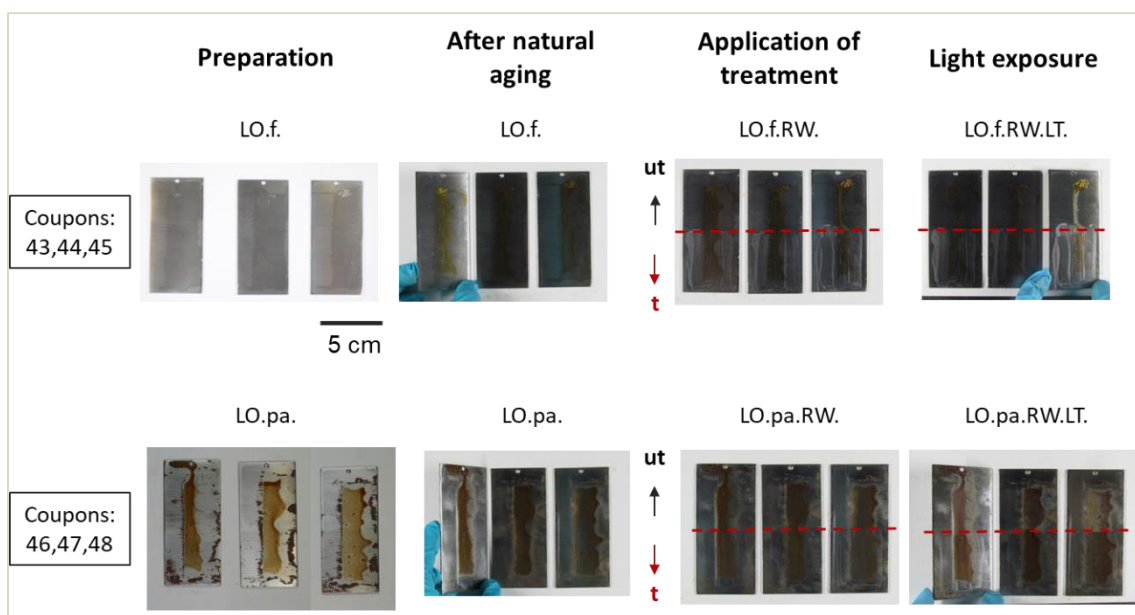 Preparation
After natural
aging
Application of
treatment
Light exposure
LO.f.
LO.f.
LO.f.RW.
LO.f.RW.LT.
Coupons:
43,44,45
ut
t
5 cm
LO.pa.
LO.pa.
LO.pa.RW.
LO.pa.RW.LT.
Coupons:
46,47,48
ut
t